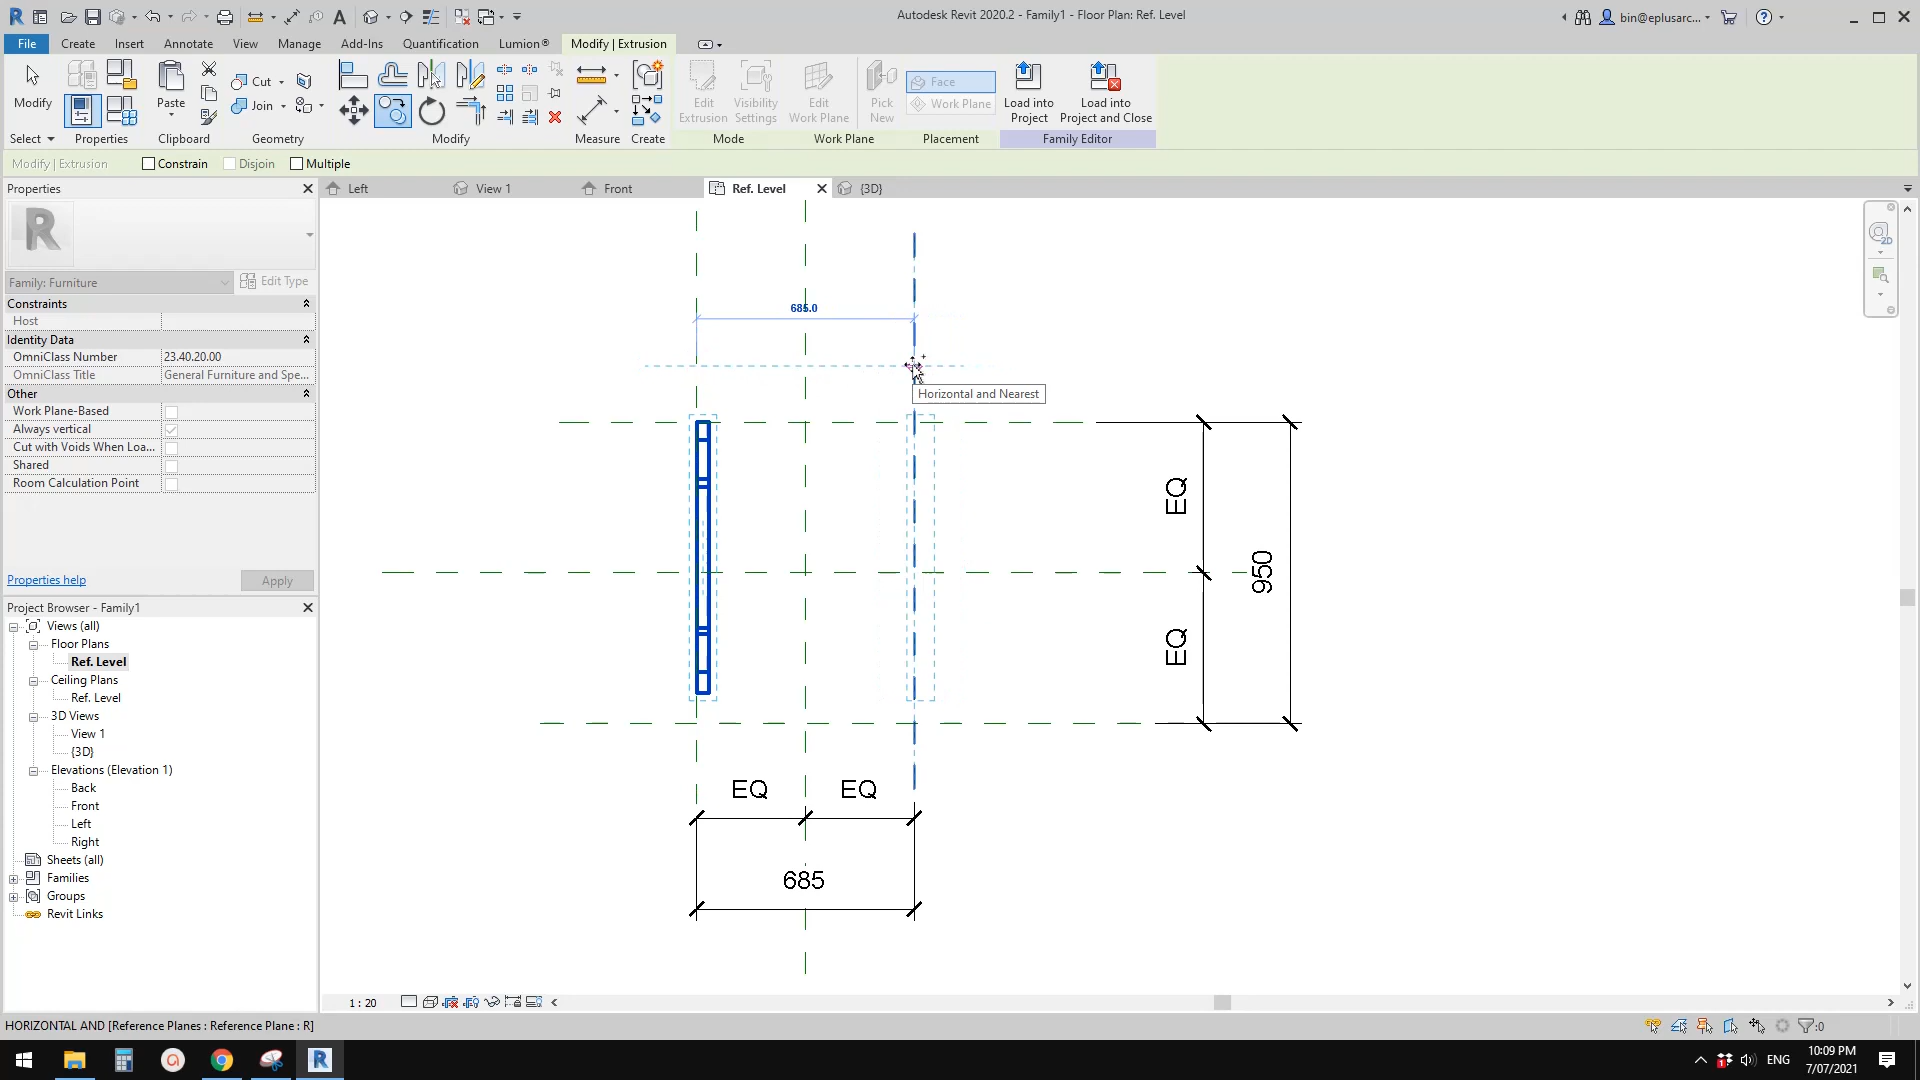 Autodesk Revit 2020.2 - Family1 - Floor Plan: Ref. Level
bin@eplusarc...
File Create Insert Annotate View Manage Add-Ins Quantification Lumion® Modify | Extrusion
Modify
Paste
Cut
Join
Edit Extrusion
Visibility Settings
Edit Work Plane
Pick New
Face
Work Plane
Load into Project
Load into Project and Close
Select Properties Clipboard Geometry Modify Measure Create Mode Work Plane Placement Family Editor
Modify | Extrusion Constrain Disjoin Multiple
Properties
Left View 1 Front Ref. Level {3D}
Family: Furniture Edit Type
Constraints
Host
Identity Data
OmniClass Number 23.40.20.00
OmniClass Title General Furniture and Spe...
Other
Work Plane-Based
Always vertical
Cut with Voids When Loa...
Shared
Room Calculation Point
Properties help Apply
Project Browser - Family1
Views (all)
Floor Plans
Ref. Level
Ceiling Plans
Ref. Level
3D Views
View 1
{3D}
Elevations (Elevation 1)
Back
Front
Left
Right
Sheets (all)
Families
Groups
Revit Links
2D
685.0
Horizontal and Nearest
EQ
950
EQ
EQ EQ
685
1 : 20
HORIZONTAL AND [Reference Planes : Reference Plane : R]
:0
ENG
10:09 PM
7/07/2021